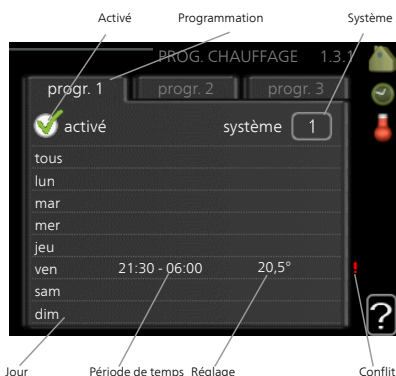 Activé Programmation Système
PROG. CHAUFFAGE 1.3.1
progr. 1 progr. 2 progr. 3
activé système 1
tous
lun
mar
mer
jeu
ven 21:30 - 06:00 20,5° !
sam
dim ?
Jour Période de temps Réglage Conflit